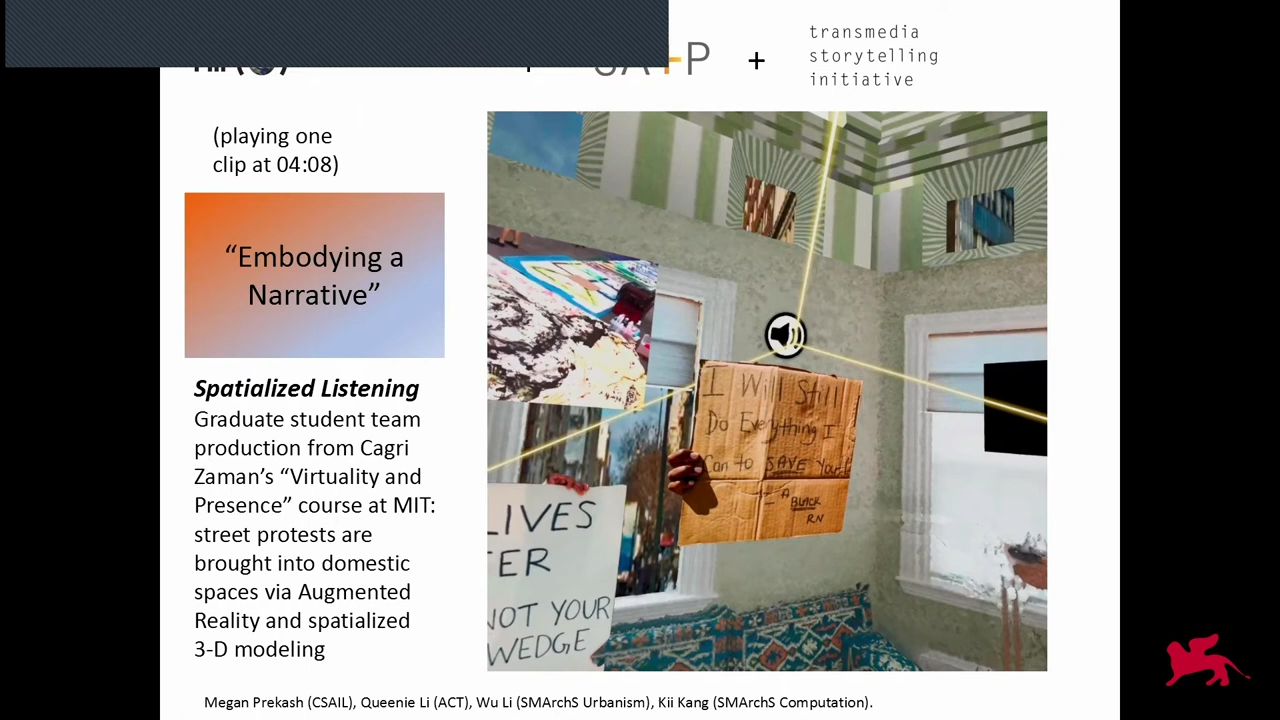 + SA+P + transmedia
storytelling
initiative
(playing one
clip at 04:08)
“Embodying a
Narrative”
Spatialized Listening
Graduate student team
production from Cagri
Zaman’s “Virtuality and
Presence” course at MIT:
street protests are
brought into domestic
spaces via Augmented
Reality and spatialized
3-D modeling
I Will Still
Do Everything I
Can to SAVE
- A
BLACK
RN
LIVES
ER
NOT YOUR
WEDGE
Megan Prekash (CSAIL), Queenie Li (ACT), Wu Li (SMArchS Urbanism), Kii Kang (SMArchS Computation).